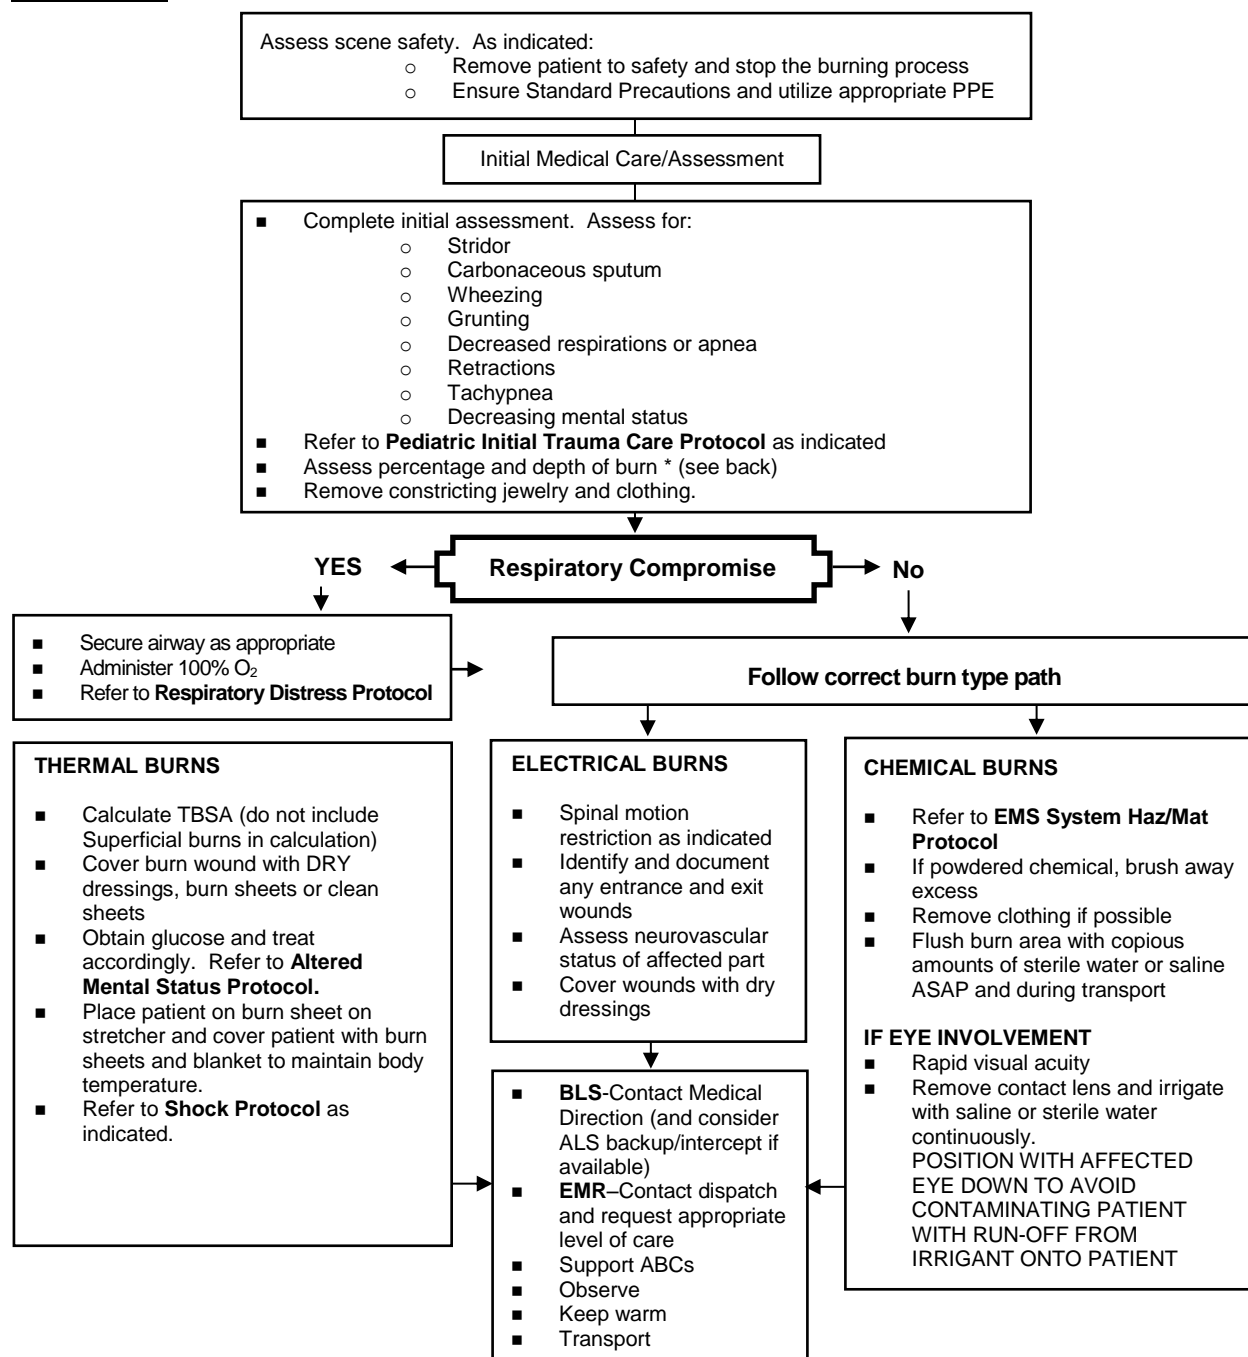 Assess scene safety.  As indicated:
○ Remove patient to safety and stop the burning process
○ Ensure Standard Precautions and utilize appropriate PPE
Initial Medical Care/Assessment
■ Complete initial assessment.  Assess for:
○ Stridor
○ Carbonaceous sputum
○ Wheezing
○ Grunting
○ Decreased respirations or apnea
○ Retractions
○ Tachypnea
○ Decreasing mental status
■ Refer to Pediatric Initial Trauma Care Protocol as indicated
■ Assess percentage and depth of burn * (see back)
■ Remove constricting jewelry and clothing.
Respiratory Compromise
YES
No
■ Secure airway as appropriate
■ Administer 100% O₂
■ Refer to Respiratory Distress Protocol
Follow correct burn type path
THERMAL BURNS
■ Calculate TBSA (do not include
Superficial burns in calculation)
■ Cover burn wound with DRY
dressings, burn sheets or clean
sheets
■ Obtain glucose and treat
accordingly.  Refer to Altered
Mental Status Protocol.
■ Place patient on burn sheet on
stretcher and cover patient with burn
sheets and blanket to maintain body
temperature.
■ Refer to Shock Protocol as
indicated.
ELECTRICAL BURNS
■ Spinal motion
restriction as indicated
■ Identify and document
any entrance and exit
wounds
■ Assess neurovascular
status of affected part
■ Cover wounds with dry
dressings
CHEMICAL BURNS
■ Refer to EMS System Haz/Mat
Protocol
■ If powdered chemical, brush away
excess
■ Remove clothing if possible
■ Flush burn area with copious
amounts of sterile water or saline
ASAP and during transport
IF EYE INVOLVEMENT
■ Rapid visual acuity
■ Remove contact lens and irrigate
with saline or sterile water
continuously.
POSITION WITH AFFECTED
EYE DOWN TO AVOID
CONTAMINATING PATIENT
WITH RUN-OFF FROM
IRRIGANT ONTO PATIENT
■ BLS-Contact Medical
Direction (and consider
ALS backup/intercept if
available)
■ EMR–Contact dispatch
and request appropriate
level of care
■ Support ABCs
■ Observe
■ Keep warm
■ Transport